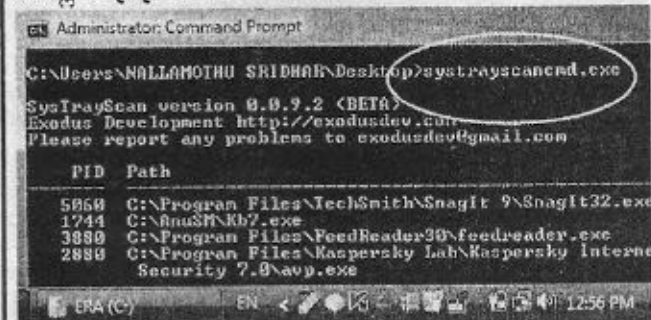 Administrator: Command Prompt
C:\Users\NALLAMOTHU SRIDHAR\Desktop>systrayscancmd.exe
SysTrayScan version 0.0.9.2 (BETA)
Exodus Development http://exodusdev.com
Please report any problems to exodusdev@gmail.com
PID Path
5060 C:\Program Files\TechSmith\SnagIt 9\SnagIt32.exe
1744 C:\AnuSM\Kb7.exe
3880 C:\Program Files\FeedReader30\feedreader.exe
2880 C:\Program Files\Kaspersky Lab\Kaspersky Interne
Security 7.0\avp.exe
ERA (C:) EN 12:56 PM